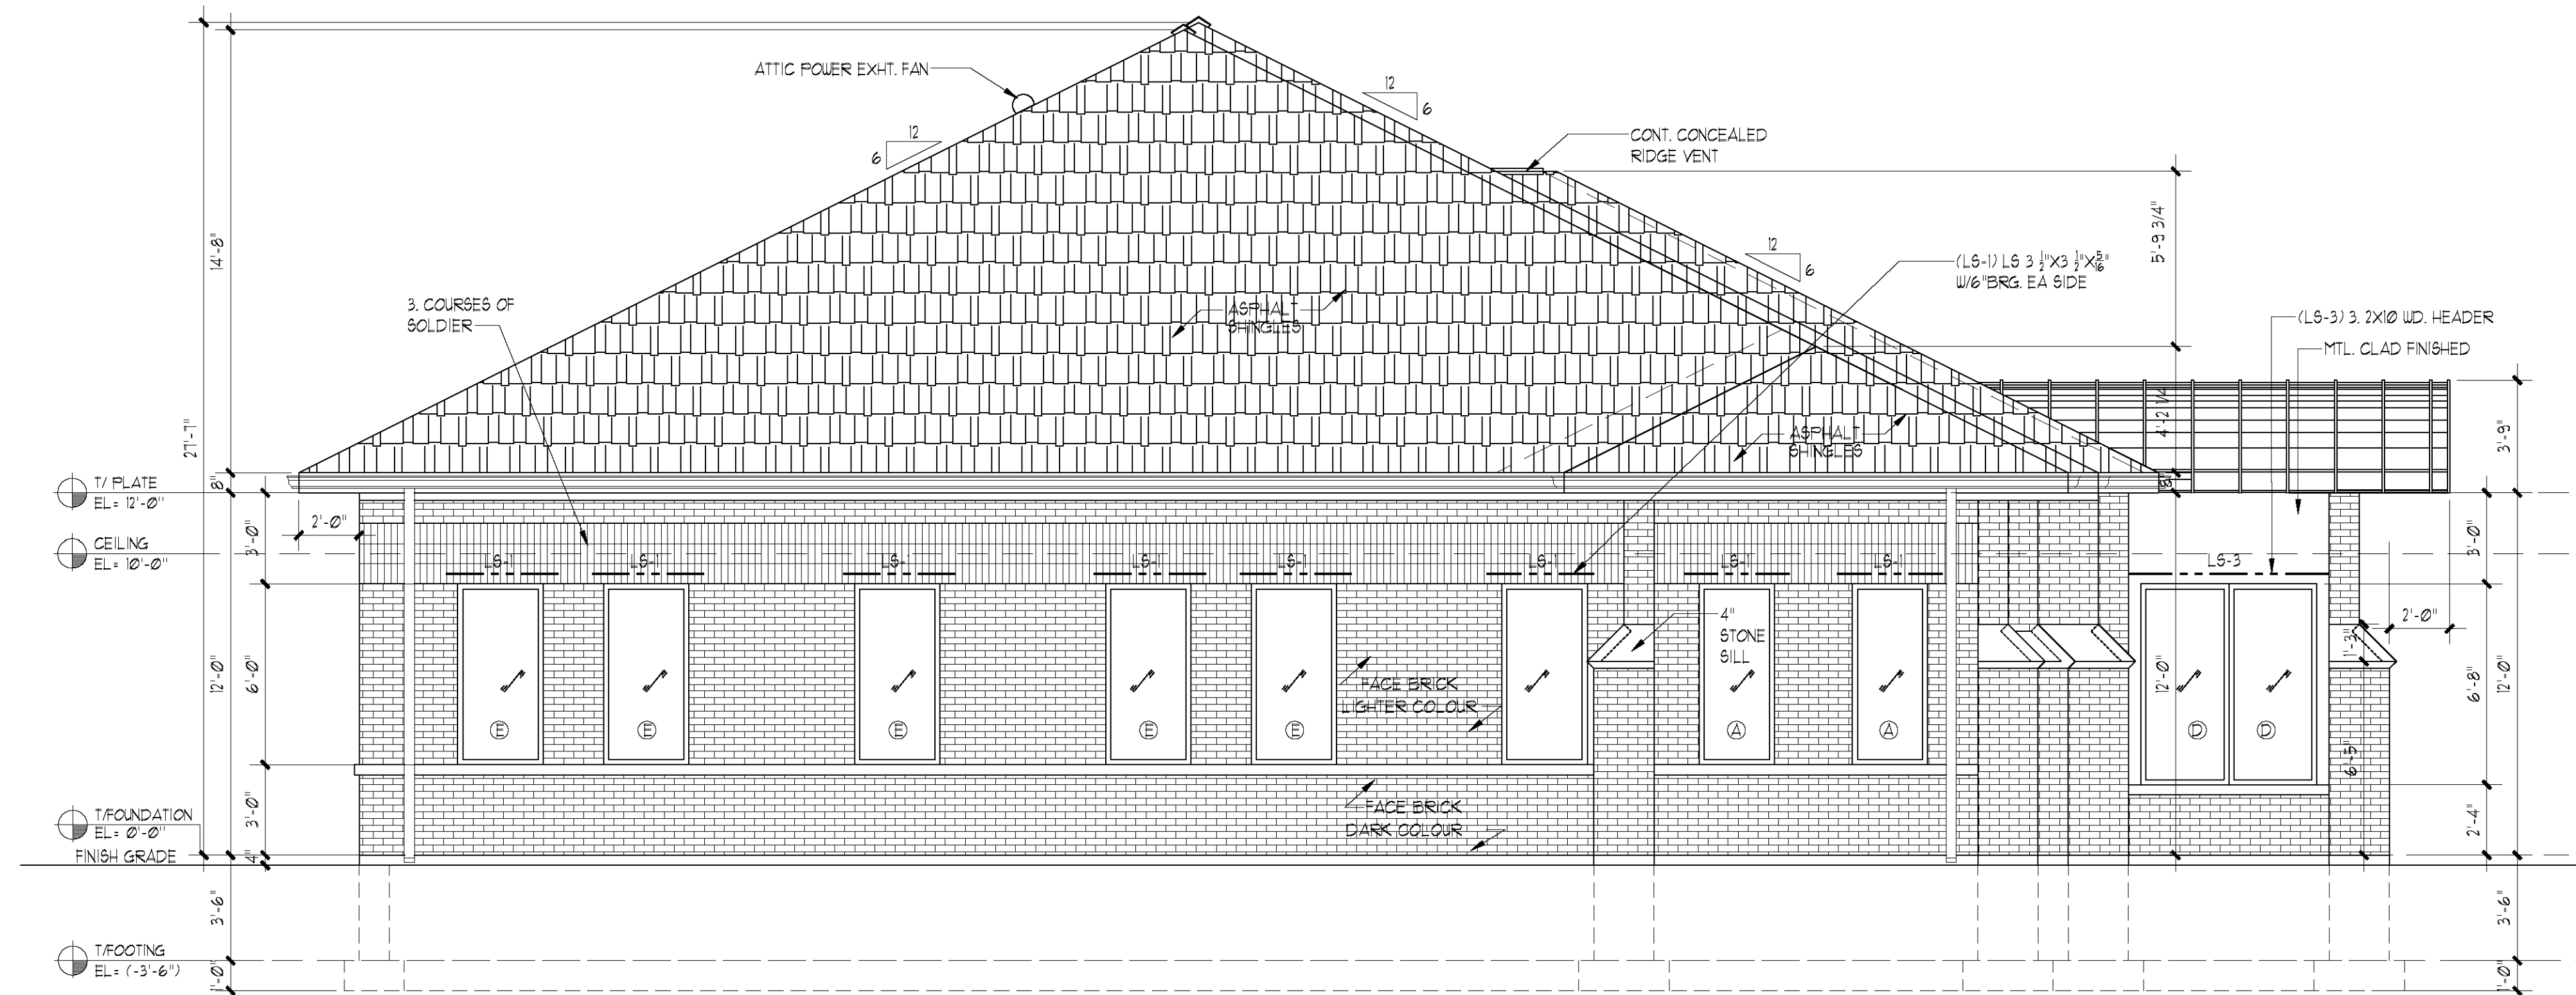 ATTIC POWER EXHT. FAN
12
6
12
6
CONT. CONCEALED
RIDGE VENT
14'-8"
27'-7"
5'-9 3/4"
12
6
(LS-1) LS 3 1/2"X3 1/2"X5/16"
W/6"BRG. EA SIDE
3. COURSES OF
SOLDIER
ASPHALT
SHINGLES
(LS-3) 3. 2X10 WD. HEADER
MTL. CLAD FINISHED
4'-2 1/4
3'-9"
ASPHALT
SHINGLES
T/ PLATE
EL= 12'-0"
8"
8"
2'-0"
3'-0"
3'-0"
CEILING
EL= 10'-0"
LS-1
LS-1
LS-1
LS-1
LS-1
LS-1
LS-1
LS-1
LS-3
4"
STONE
SILL
2'-0"
1'-3"
12'-0"
6'-0"
12'-0"
6'-8"
12'-0"
FACE BRICK
LIGHTER COLOUR
E
E
E
E
E
A
A
D
D
6'-5"
T/FOUNDATION
EL= 0'-0"
3'-0"
FACE BRICK
DARK COLOUR
2'-4"
FINISH GRADE
4"
3'-6"
3'-6"
T/FOOTING
EL= (-3'-6")
1'-0"
1'-0"